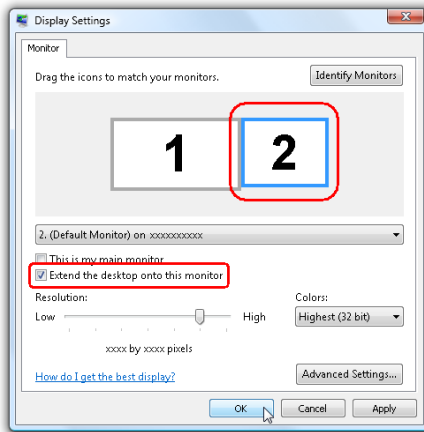 Display Settings
Monitor
Drag the icons to match your monitors.
Identify Monitors
1
2
2. (Default Monitor) on xxxxxxxxxx
This is my main monitor
Extend the desktop onto this monitor
Resolution:
Colors:
Low
High
Highest (32 bit)
xxxx by xxxx pixels
How do I get the best display?
Advanced Settings...
OK
Cancel
Apply